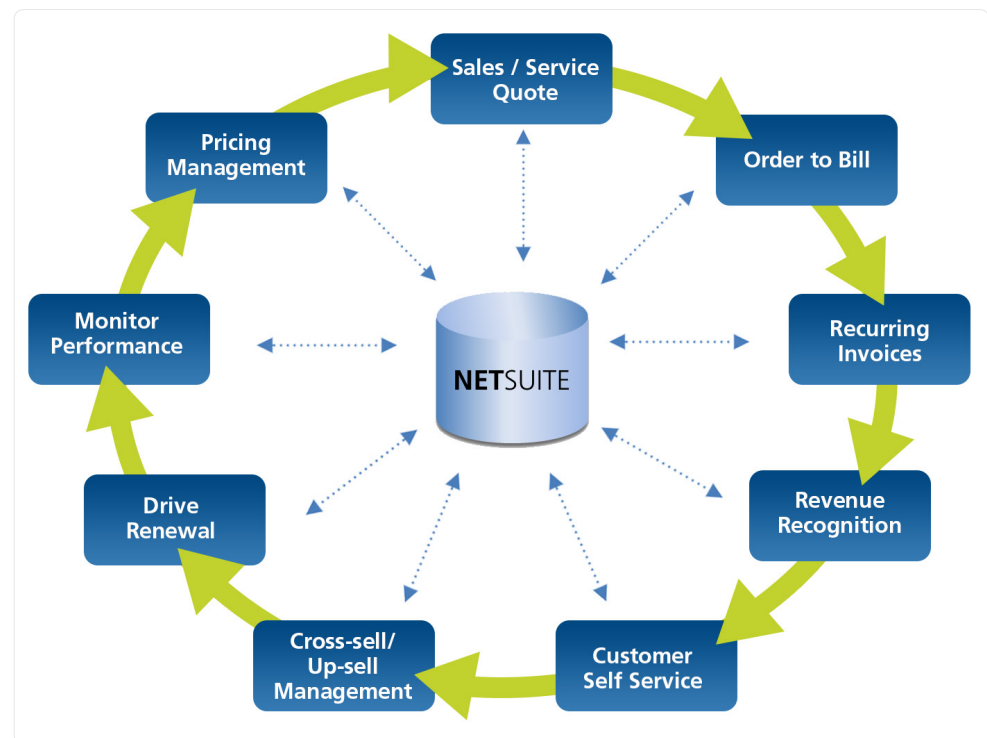 Sales / Service
Quote
Order to Bill
Recurring
Invoices
Revenue
Recognition
Customer
Self Service
Cross-sell/
Up-sell
Management
Drive
Renewal
Monitor
Performance
Pricing
Management
NETSUITE